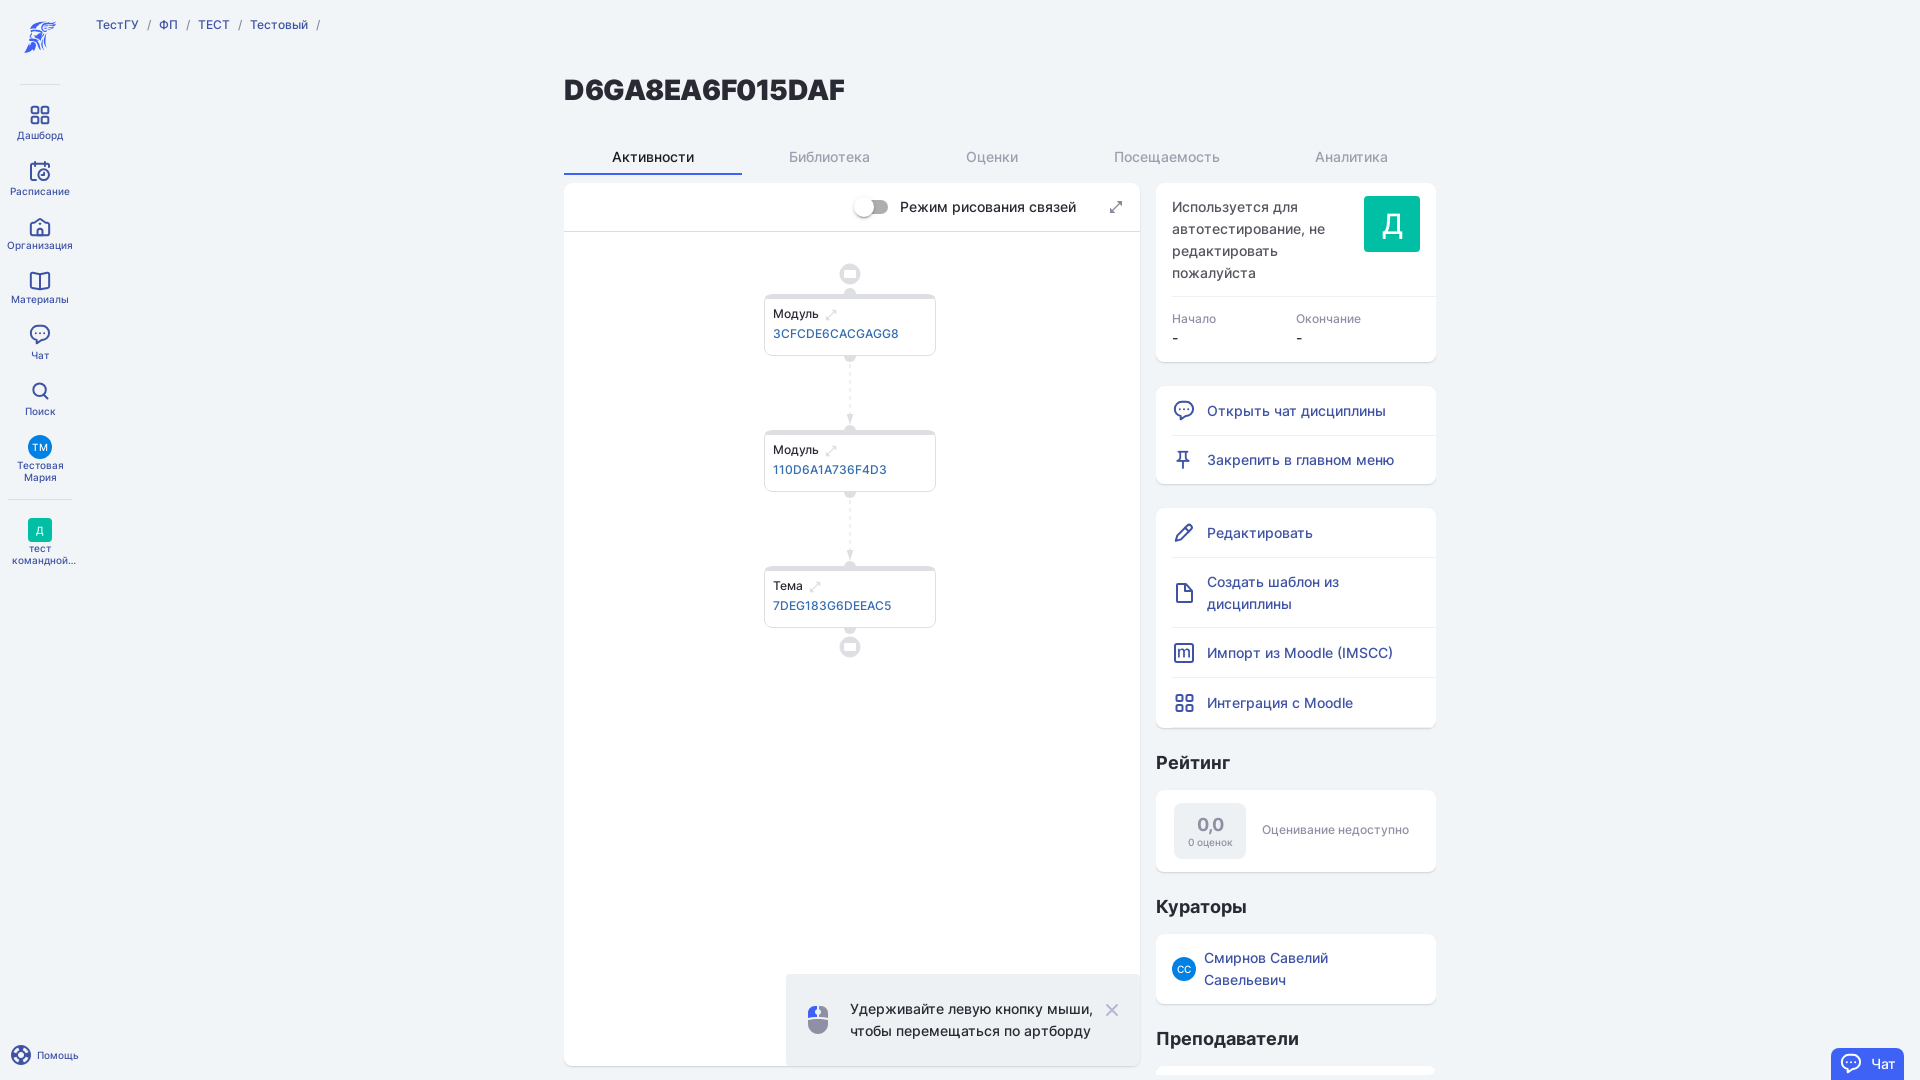 ТестГУ / ФП / ТЕСТ / Тестовый /
D6GA8EA6F015DAF
Дашборд
Расписание
Организация
Материалы
Чат
Поиск
ТМ
Тестовая
Мария
Д
тест
командной...
Помощь
Активности
Библиотека
Оценки
Посещаемость
Аналитика
Режим рисования связей
Модуль
3CFCDE6CACGAGG8
Модуль
110D6A1A736F4D3
Тема
7DEG183G6DEEAC5
Удерживайте левую кнопку мыши,
чтобы перемещаться по артборду
Используется для
автотестирование, не
редактировать
пожалуйста
Д
Начало
-
Окончание
-
Открыть чат дисциплины
Закрепить в главном меню
Редактировать
Создать шаблон из
дисциплины
Импорт из Moodle (IMSCC)
Интеграция с Moodle
Рейтинг
0,0
0 оценок
Оценивание недоступно
Кураторы
СС
Смирнов Савелий
Савельевич
Преподаватели
Чат